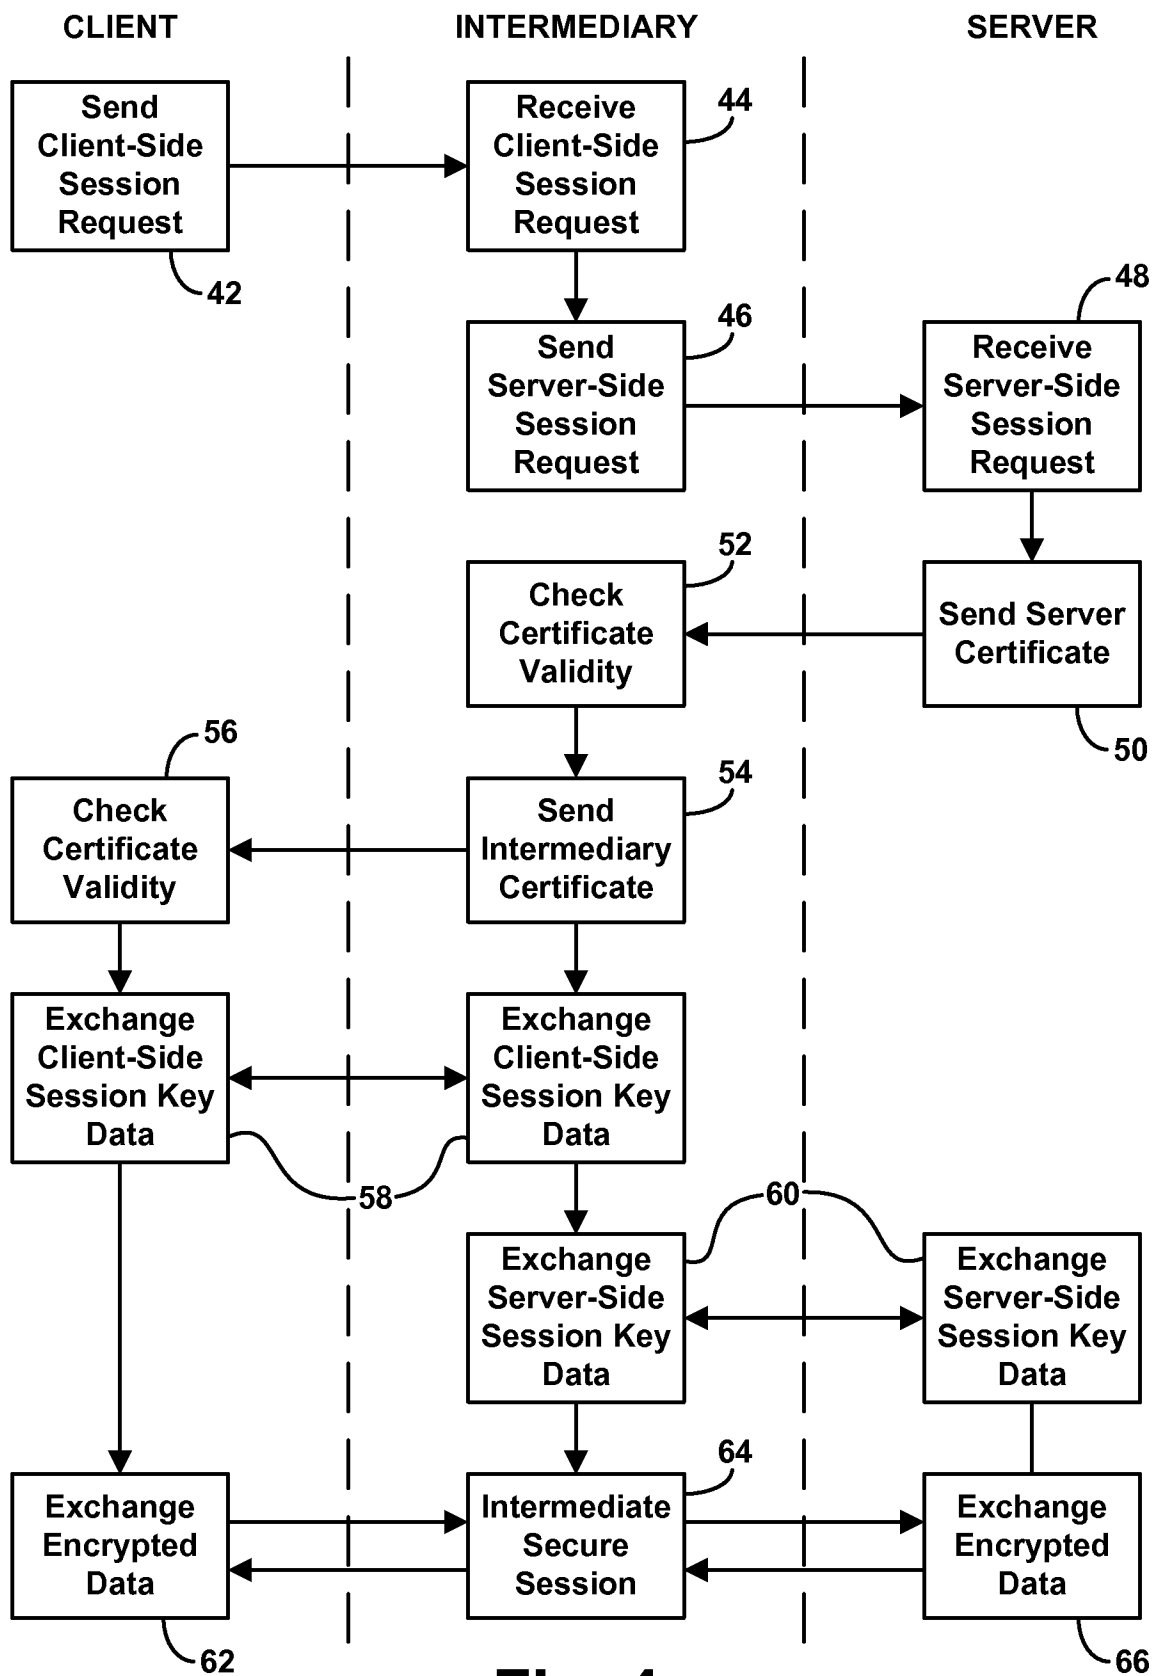 CLIENT
INTERMEDIARY
SERVER
Send
Client-Side
Session
Request
42
Receive
Client-Side
Session
Request
44
Send
Server-Side
Session
Request
46
Receive
Server-Side
Session
Request
48
Send Server
Certificate
50
Check
Certificate
Validity
52
Send
Intermediary
Certificate
54
Check
Certificate
Validity
56
Exchange
Client-Side
Session Key
Data
Exchange
Client-Side
Session Key
Data
58
Exchange
Server-Side
Session Key
Data
60
Exchange
Server-Side
Session Key
Data
Exchange
Encrypted
Data
62
Intermediate
Secure
Session
64
Exchange
Encrypted
Data
66